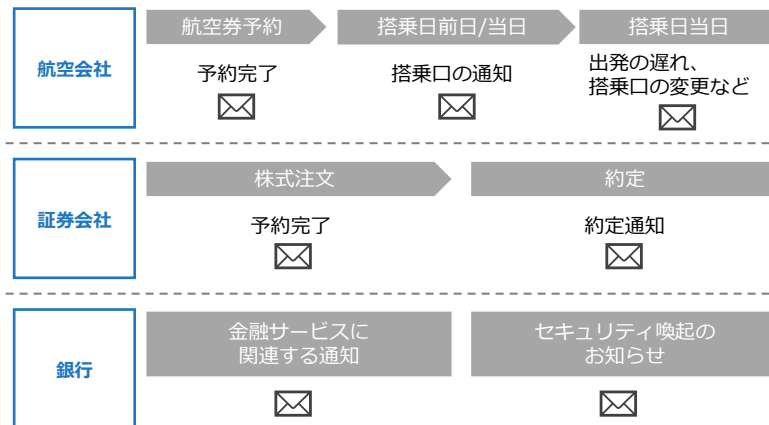 航空会社
航空券予約
搭乗日前日/当日
搭乗日当日
予約完了
搭乗口の通知
出発の遅れ、
搭乗口の変更など
証券会社
株式注文
約定
予約完了
約定通知
銀行
金融サービスに
関連する通知
セキュリティ喚起の
お知らせ